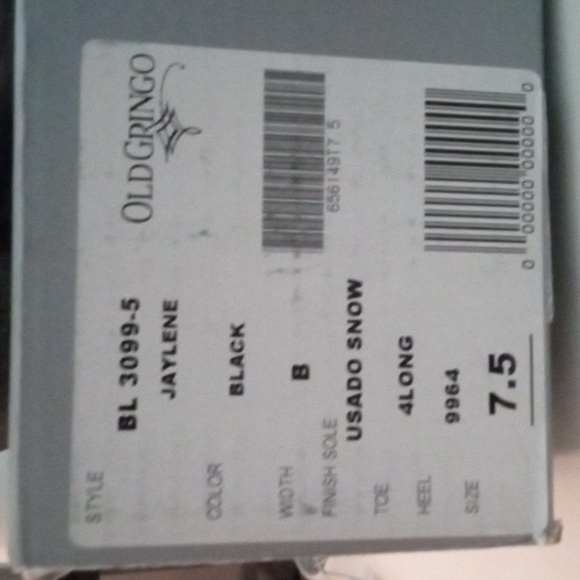 OLD GRINGO
STYLE BL 3099-5
JAYLENE
COLOR BLACK
WIDTH B
FINISH SOLE USADO SNOW
TOE 4LONG
HEEL 9964
SIZE 7.5
65614917.5
0 00000 00000 0